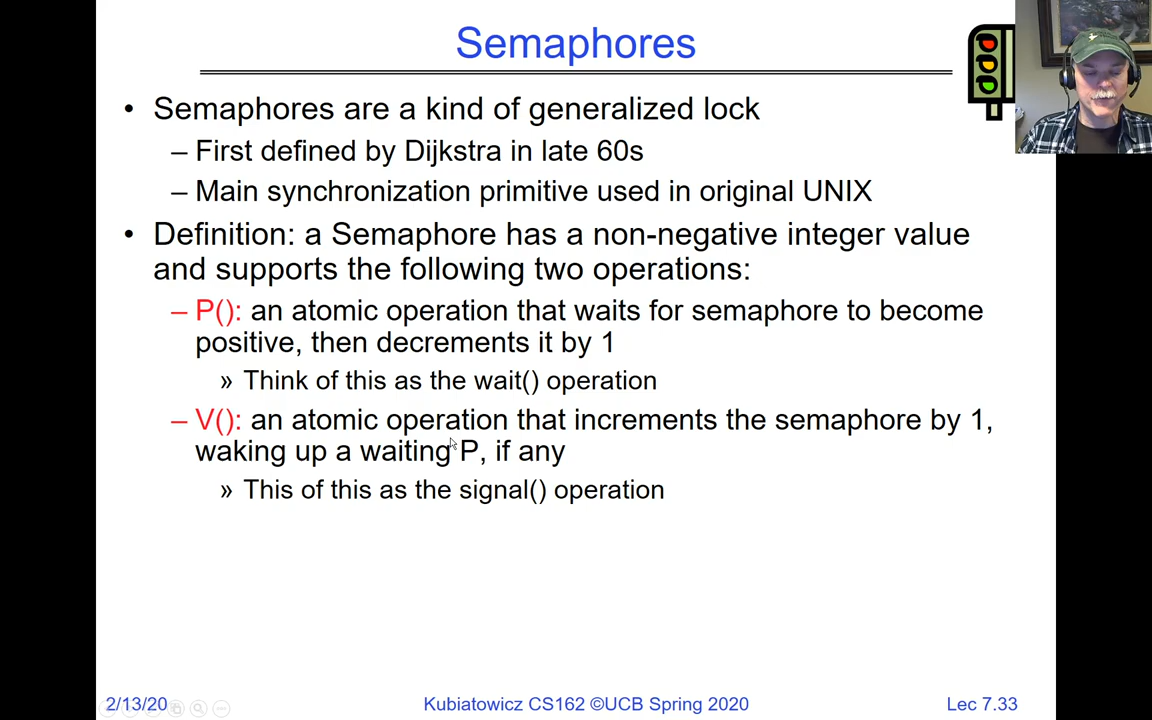 Semaphores
• Semaphores are a kind of generalized lock
– First defined by Dijkstra in late 60s
– Main synchronization primitive used in original UNIX
• Definition: a Semaphore has a non-negative integer value
and supports the following two operations:
– P(): an atomic operation that waits for semaphore to become
positive, then decrements it by 1
» Think of this as the wait() operation
– V(): an atomic operation that increments the semaphore by 1,
waking up a waiting P, if any
» This of this as the signal() operation
2/13/20
Kubiatowicz CS162 ©UCB Spring 2020
Lec 7.33